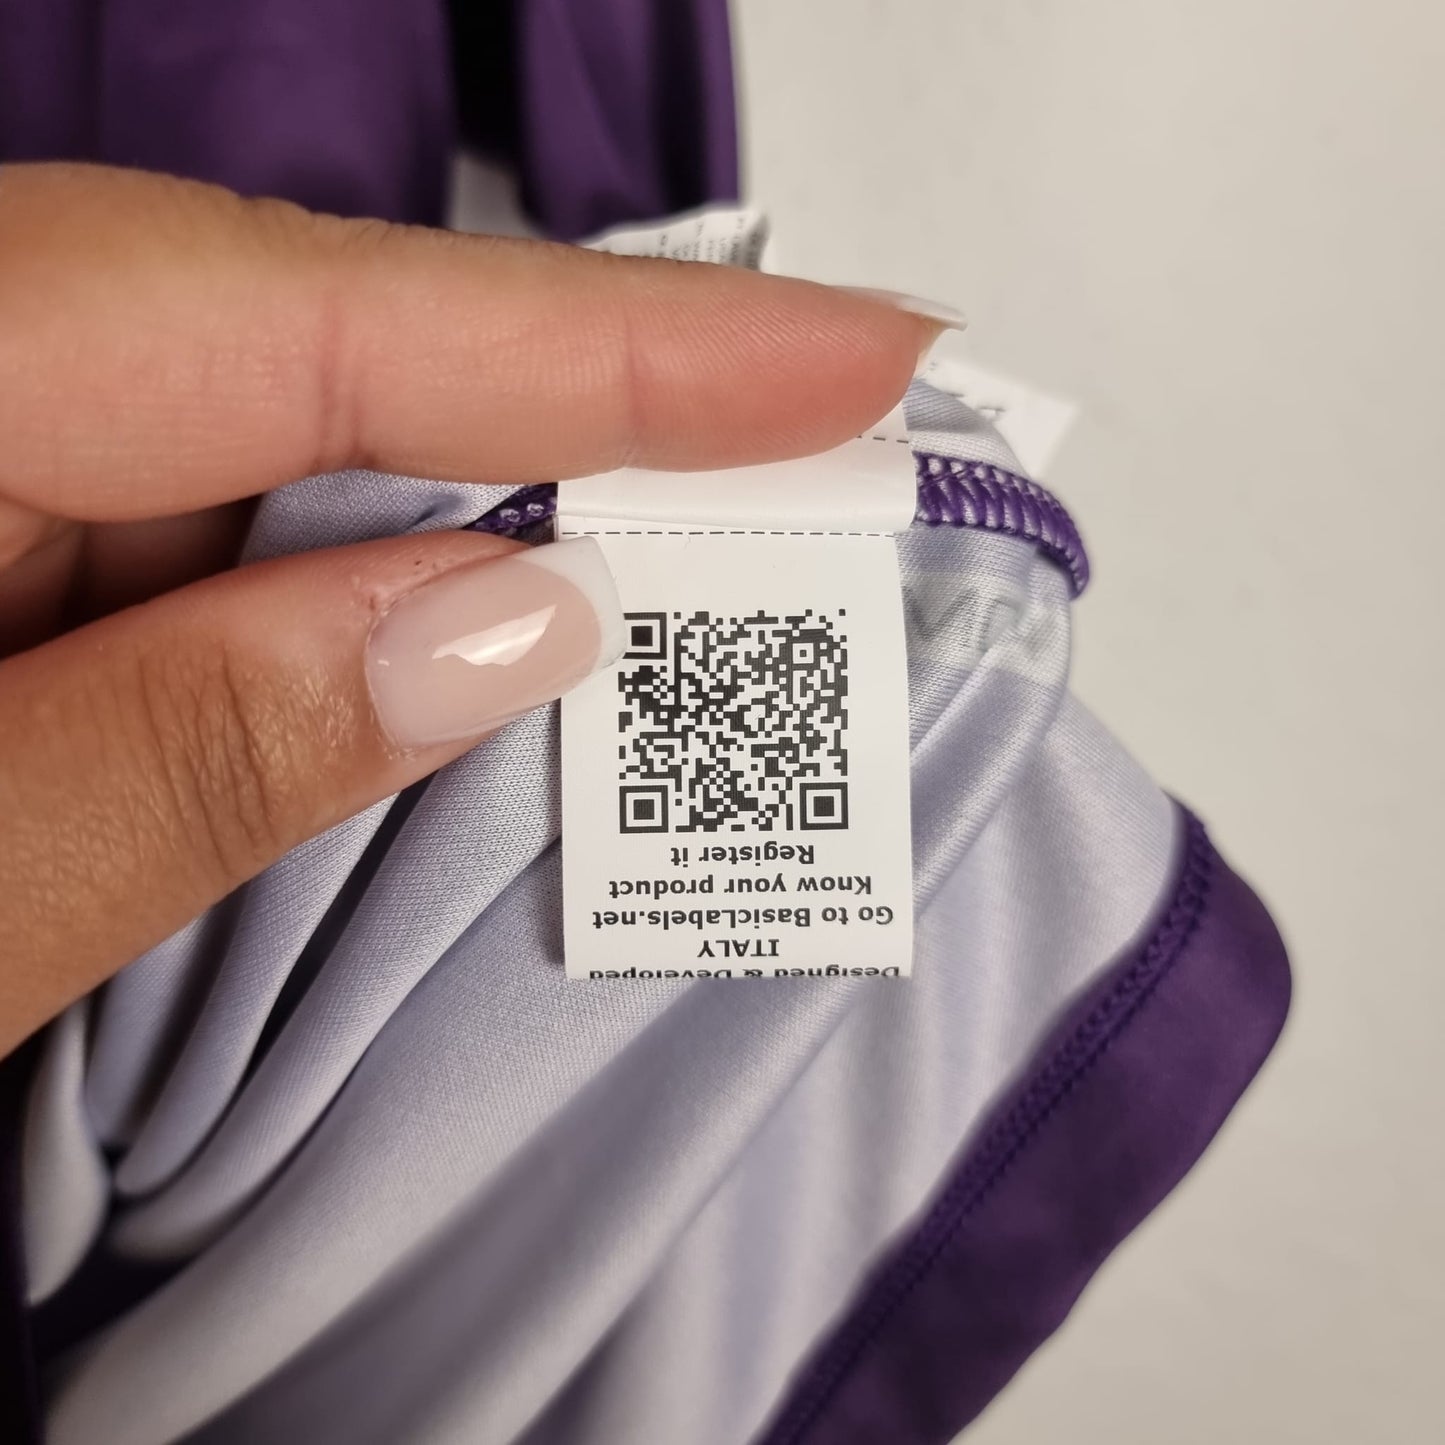 Designed & Developed
ITALY
Go to BasicLabels.net
Know your product
Register it